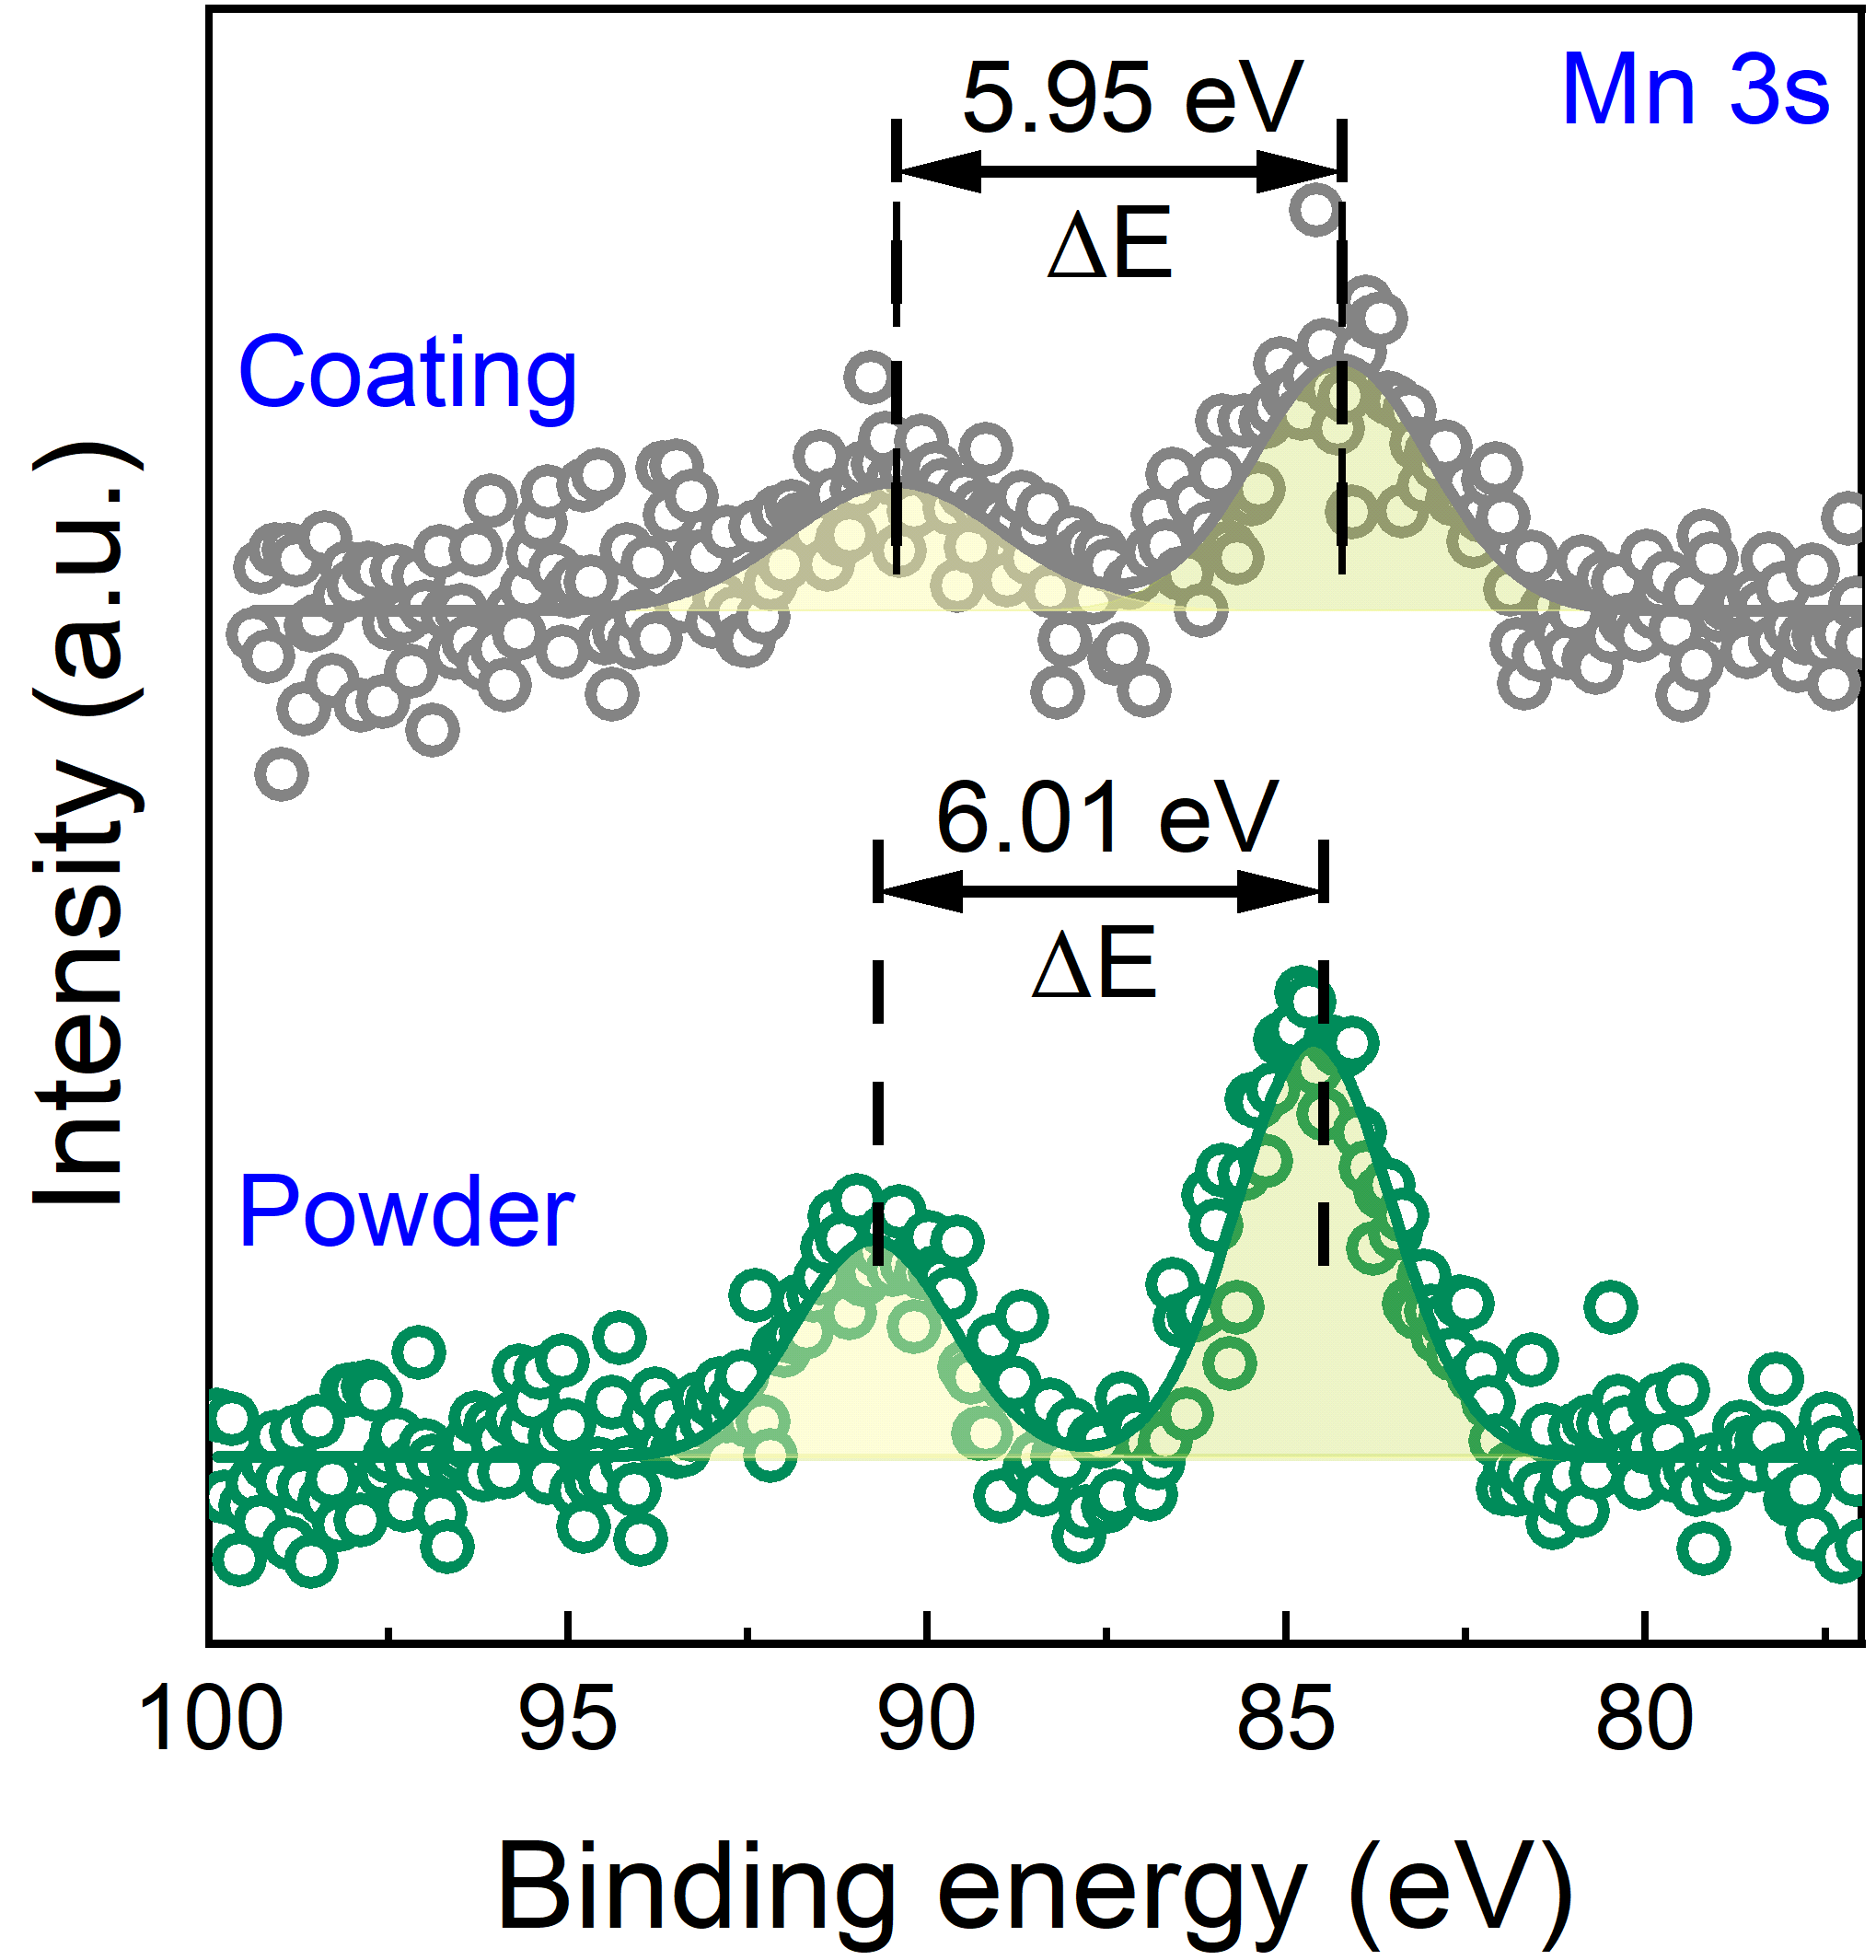 5.95 eV
Mn 3s
ΔE
Coating
6.01 eV
ΔE
Powder
Intensity (a.u.)
100 95 90 85 80
Binding energy (eV)